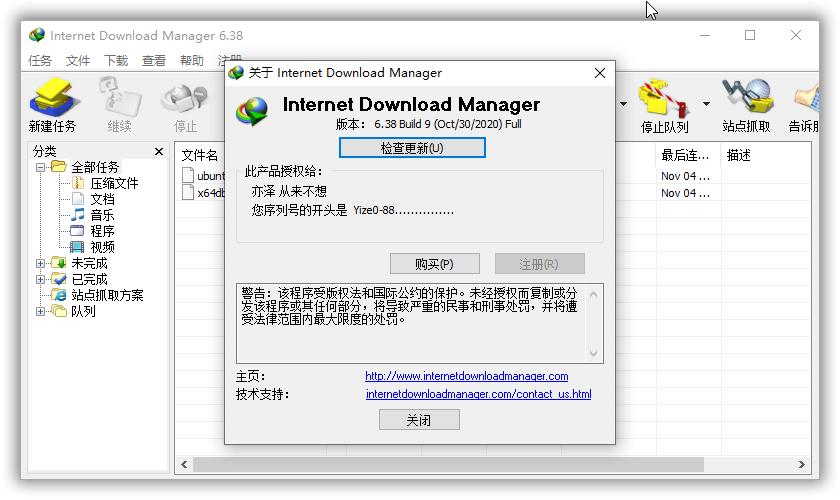 Internet Download Manager 6.38
任务 文件 下载 查看 帮助 注册
关于 Internet Download Manager
Internet Download Manager
版本： 6.38 Build 9 (Oct/30/2020) Full
检查更新(U)
此产品授权给：
亦泽 从来不想
您序列号的开头是 Yize0-88...............
购买(P) 注册(R)
警告：该程序受版权法和国际公约的保护。未经授权而复制或分
发该程序或其任何部分，将导致严重的民事和刑事处罚，并将遭
受法律范围内最大限度的处罚。
主页： http://www.internetdownloadmanager.com
技术支持： internetdownloadmanager.com/contact_us.html
关闭
新建任务 继续 停止 停止队列 站点抓取 告诉朋
分类
全部任务
压缩文件
文档
音乐
程序
视频
未完成
已完成
站点抓取方案
队列
文件名 最后连... 描述
ubunt Nov 04 ...
x64db Nov 04 ...